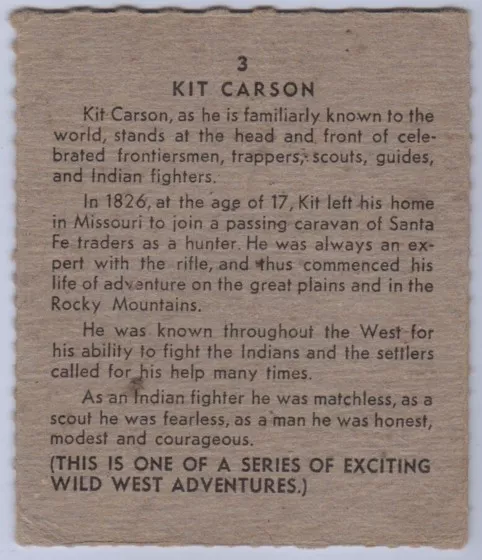 3
KIT CARSON
Kit Carson, as he is familiarly known to the
world, stands at the head and front of cele-
brated frontiersmen, trappers, scouts, guides,
and Indian fighters.
In 1826, at the age of 17, Kit left his home
in Missouri to join a passing caravan of Santa
Fe traders as a hunter. He was always an ex-
pert with the rifle, and thus commenced his
life of adventure on the great plains and in the
Rocky Mountains.
He was known throughout the West for
his ability to fight the Indians and the settlers
called for his help many times.
As an Indian fighter he was matchless, as a
scout he was fearless, as a man he was honest,
modest and courageous.
(THIS IS ONE OF A SERIES OF EXCITING
WILD WEST ADVENTURES.)